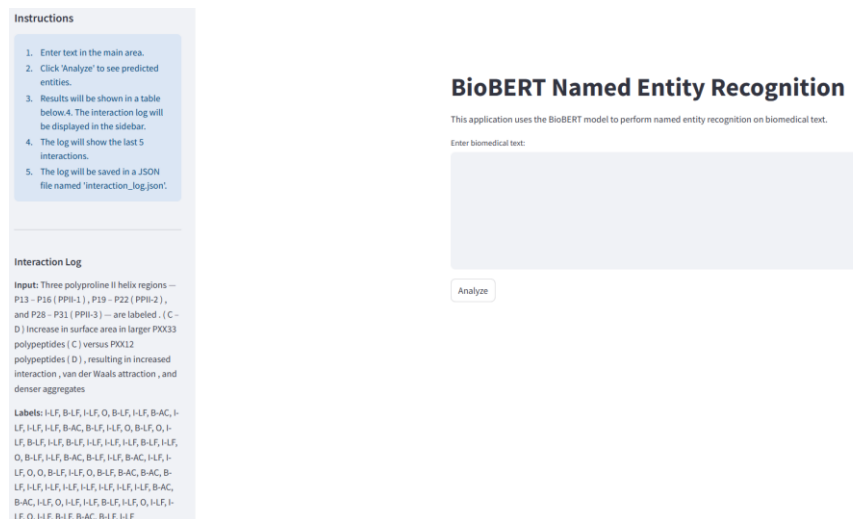 Instructions
1. Enter text in the main area.
2. Click 'Analyze' to see predicted
entities.
3. Results will be shown in a table
below.4. The interaction log will
be displayed in the sidebar.
4. The log will show the last 5
interactions.
5. The log will be saved in a JSON
file named 'interaction_log.json'.
Interaction Log
Input: Three polyproline II helix regions —
P13 – P16 ( PPII-1 ) , P19 – P22 ( PPII-2 ) ,
and P28 – P31 ( PPII-3 ) — are labeled . ( C –
D ) Increase in surface area in larger PXX33
polypeptides ( C ) versus PXX12
polypeptides ( D ) , resulting in increased
interaction , van der Waals attraction , and
denser aggregates
Labels: I-LF, B-LF, I-LF, O, B-LF, I-LF, B-AC, I-
LF, I-LF, I-LF, B-AC, B-LF, I-LF, O, B-LF, O, I-
LF, B-LF, I-LF, B-LF, I-LF, I-LF, I-LF, B-LF, I-LF,
O, B-LF, I-LF, B-AC, B-LF, I-LF, B-AC, I-LF, I-
LF, O, O, B-LF, I-LF, O, B-LF, B-AC, B-AC, B-
LF, I-LF, I-LF, I-LF, I-LF, I-LF, I-LF, I-LF, B-AC,
B-AC, I-LF, O, I-LF, I-LF, B-LF, I-LF, O, I-LF, I-
LF, O, I-LF, B-LF, B-AC, B-LF, I-LF
BioBERT Named Entity Recognition
This application uses the BioBERT model to perform named entity recognition on biomedical text.
Enter biomedical text:
Analyze